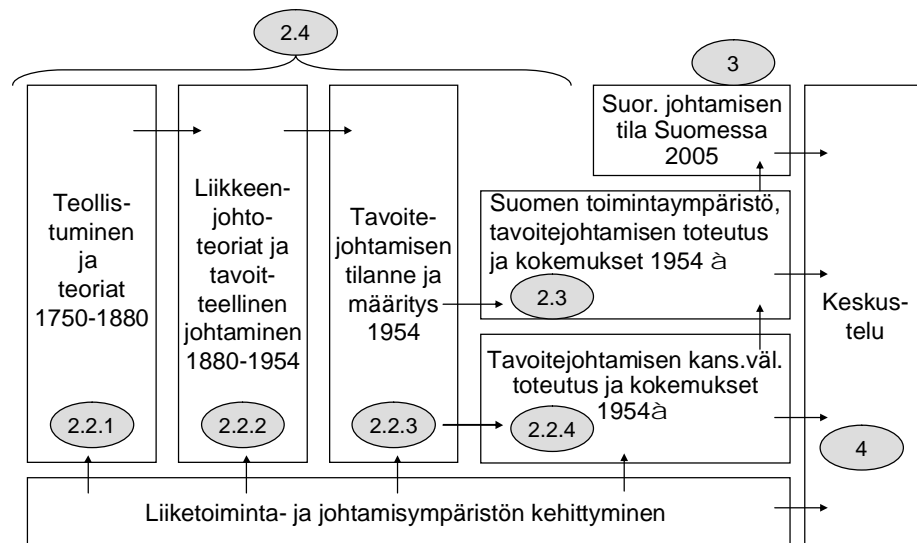 2.4
3
Teollis-
tuminen
ja
teoriat
1750-1880
2.2.1
Liikkeen-
johto-
teoriat ja
tavoit-
teellinen
johtaminen
1880-1954
2.2.2
Tavoite-
johtamisen
tilanne ja
määritys
1954
2.2.3
Suor. johtamisen
tila Suomessa
2005
Suomen toimintaympäristö,
tavoitejohtamisen toteutus
ja kokemukset 1954 à
2.3
Tavoitejohtamisen kans.väl.
toteutus ja kokemukset
1954à
2.2.4
Keskus-
telu
4
Liiketoiminta- ja johtamisympäristön kehittyminen